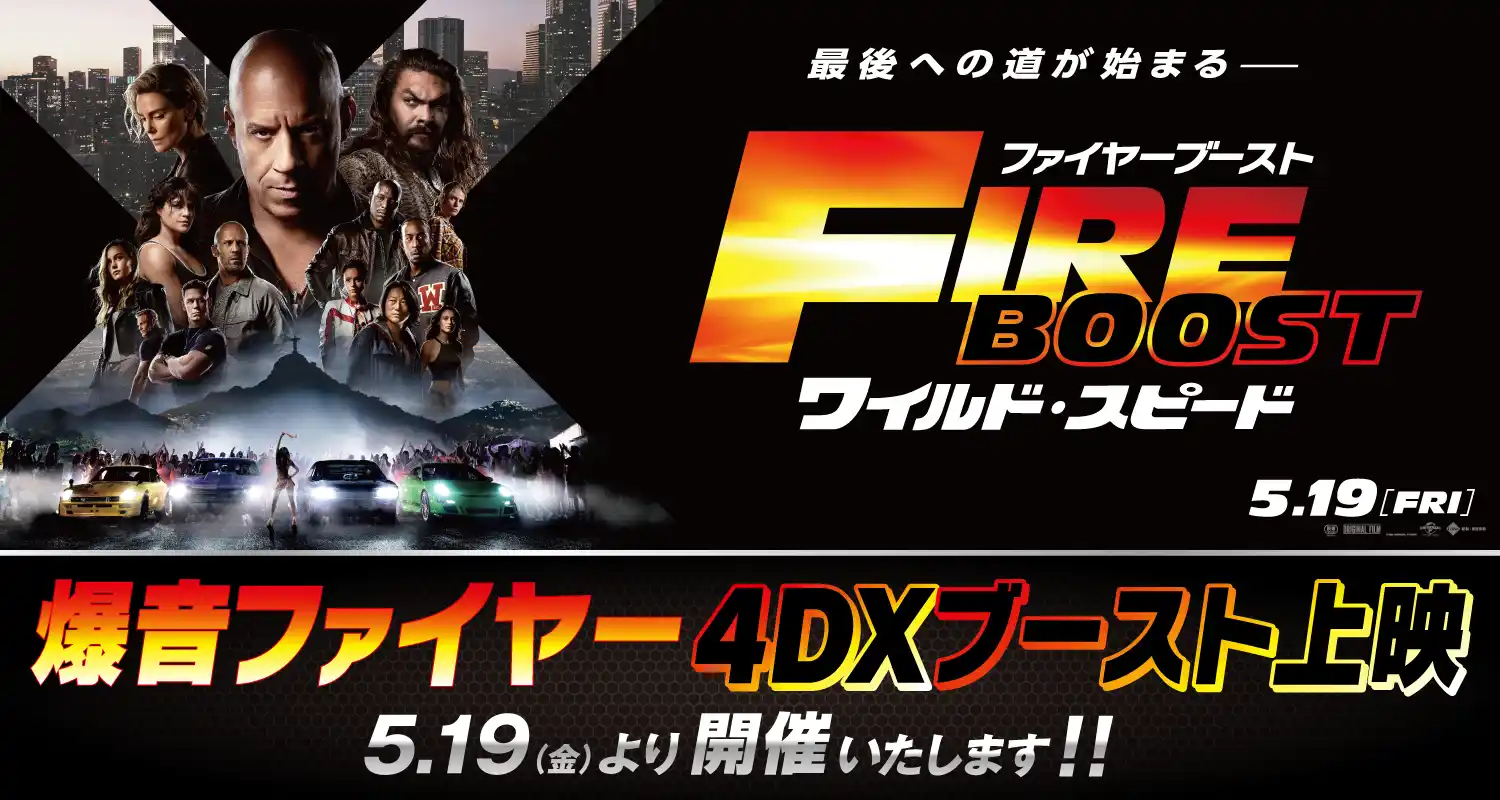 最後への道が始まる──
ファイヤーブースト
FIRE
BOOST
ワイルド・スピード
5.19[FRI]
ORIGINAL FILM
W
爆音ファイヤー 4DXブースト上映
5.19(金)より開催いたします!!